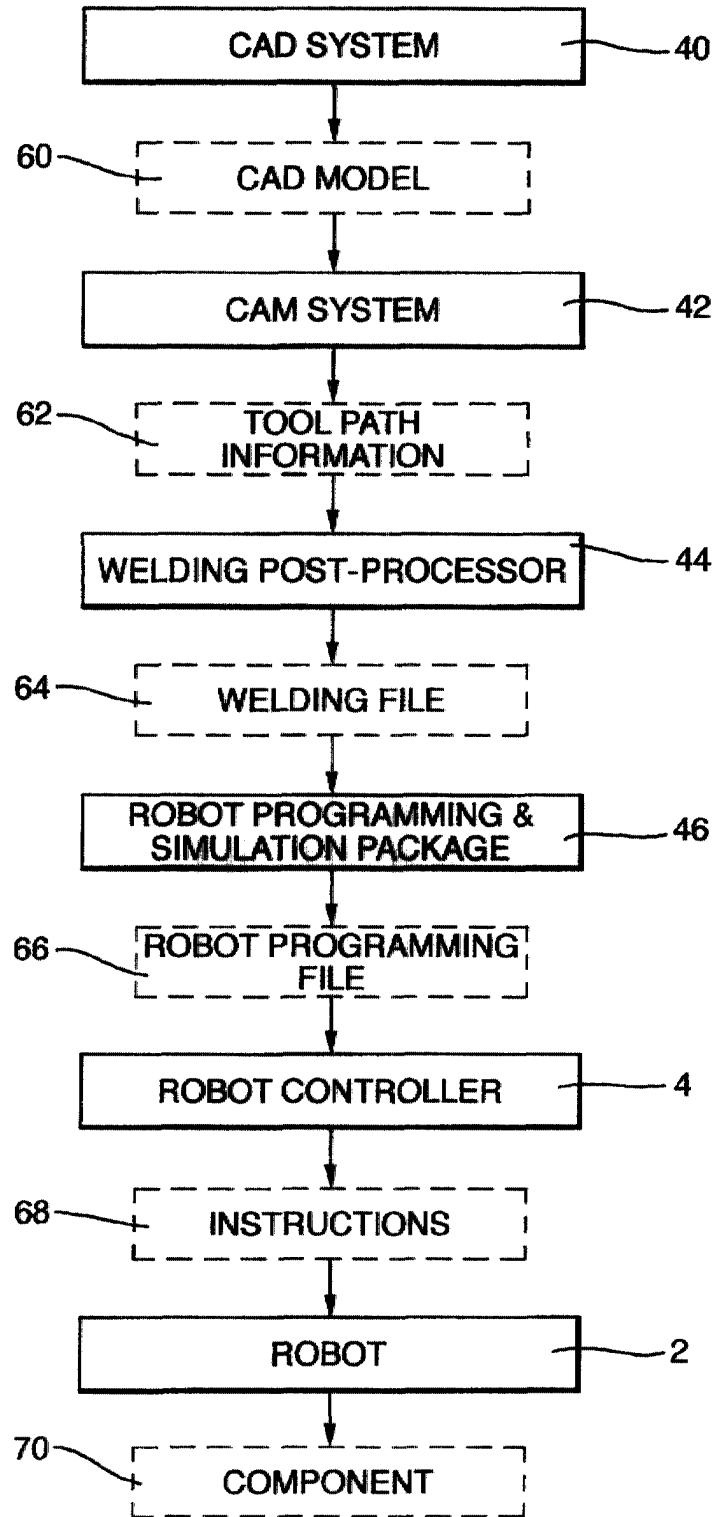 CAD SYSTEM
40
60
CAD MODEL
CAM SYSTEM
42
62
TOOL PATH
INFORMATION
WELDING POST-PROCESSOR
44
64
WELDING FILE
ROBOT PROGRAMMING &
SIMULATION PACKAGE
46
66
ROBOT PROGRAMMING
FILE
ROBOT CONTROLLER
4
68
INSTRUCTIONS
ROBOT
2
70
COMPONENT